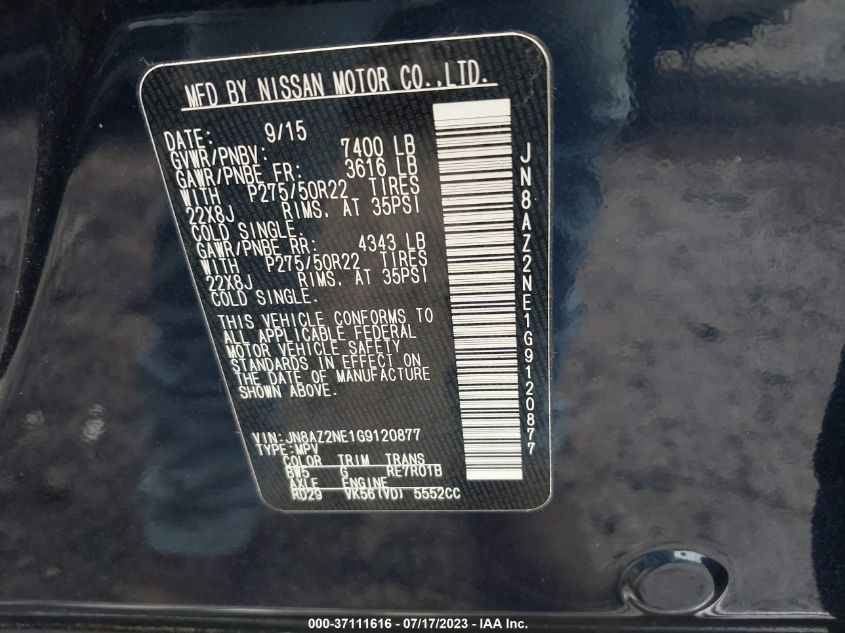 MFD BY NISSAN MOTOR CO.,LTD.
DATE: 9/15
GVWR/PNBV: 7400 LB
GAWR/PNBE FR: 3616 LB
WITH P275/50R22 TIRES
22X8J RIMS, AT 35PSI
COLD SINGLE.
GAWR/PNBE RR: 4343 LB
WITH P275/50R22 TIRES
22X8J RIMS, AT 35PSI
COLD SINGLE.
THIS VEHICLE CONFORMS TO
ALL APPLICABLE FEDERAL
MOTOR VEHICLE SAFETY
STANDARDS IN EFFECT ON
THE DATE OF MANUFACTURE
SHOWN ABOVE.
VIN:JN8AZ2NE1G9120877
TYPE:MPV
COLOR TRIM TRANS
BW5 G RE7R01B
AXLE ENGINE
RD29 VK56(VD) 5552CC
JN8AZ2NE1G9120877
000-37111616 - 07/17/2023 - IAA Inc.